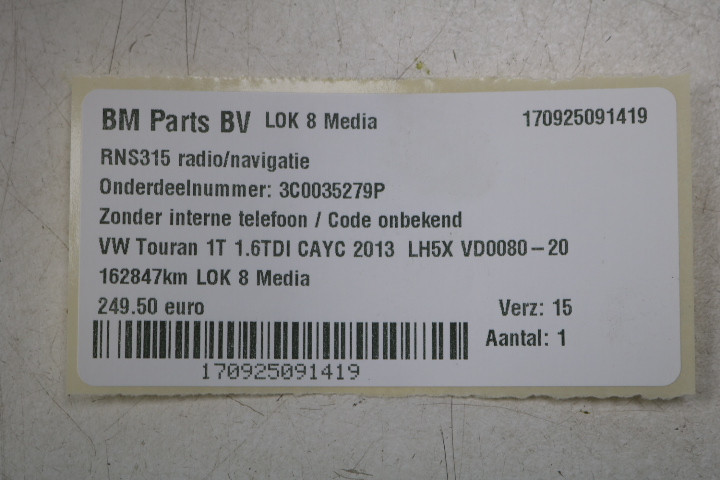 BM Parts BV LOK 8 Media 170925091419
RNS315 radio/navigatie
Onderdeelnummer: 3C0035279P
Zonder interne telefoon / Code onbekend
VW Touran 1T 1.6TDI CAYC 2013 LH5X VD0080-20
162847km LOK 8 Media
249.50 euro Verz: 15
Aantal: 1
170925091419